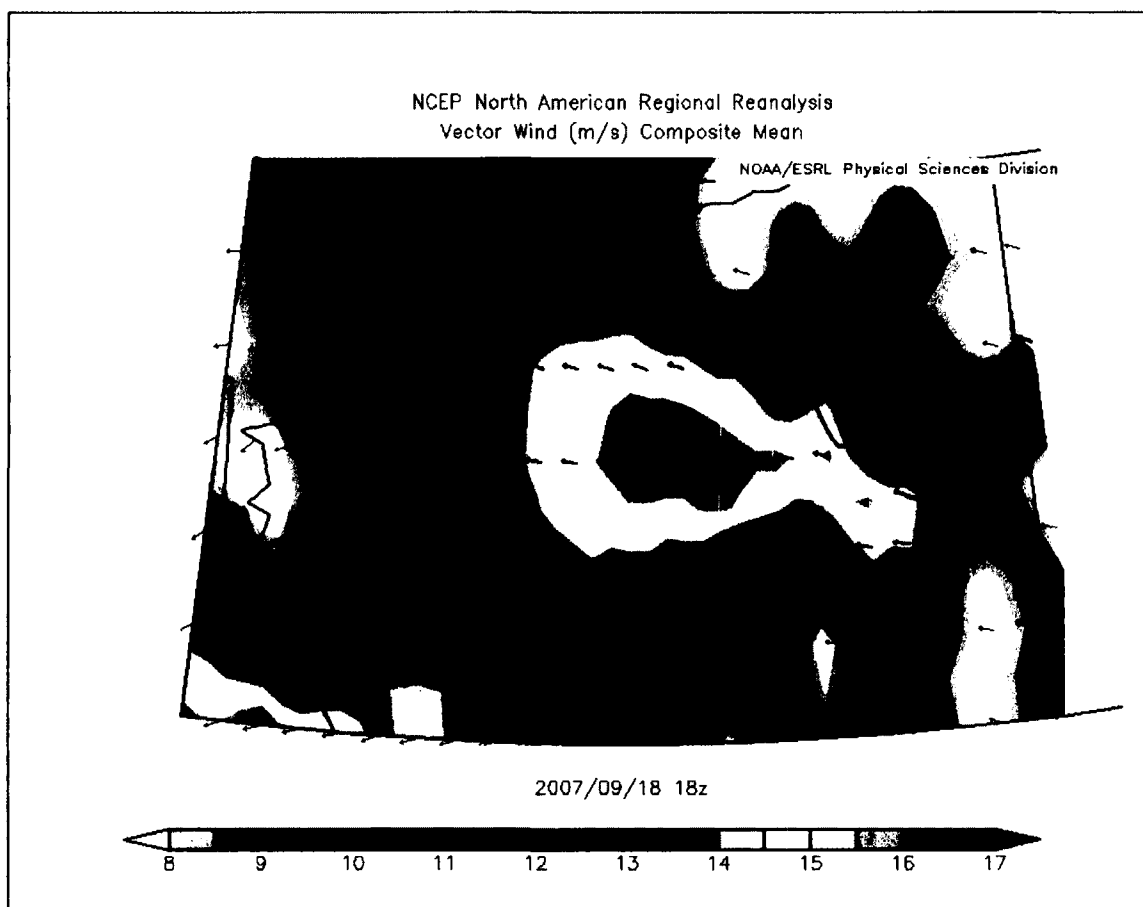 NCEP North American Regional Reanalysis
Vector Wind (m/s) Composite Mean
NOAA/ESRL Physical Sciences Division
2007/09/18 18z
8 9 10 11 12 13 14 15 16 17